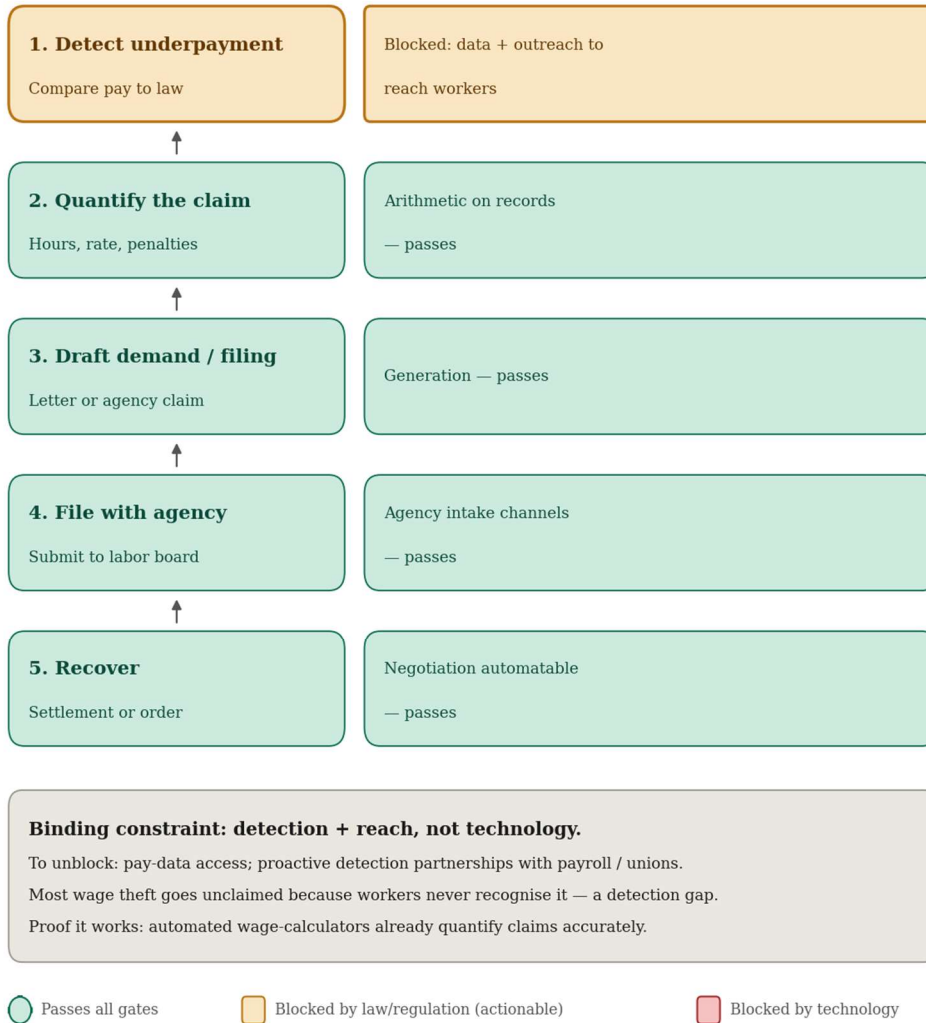 1. Detect underpayment
Compare pay to law
Blocked: data + outreach to
reach workers
2. Quantify the claim
Hours, rate, penalties
Arithmetic on records
— passes
3. Draft demand / filing
Letter or agency claim
Generation — passes
4. File with agency
Submit to labor board
Agency intake channels
— passes
5. Recover
Settlement or order
Negotiation automatable
— passes
Binding constraint: detection + reach, not technology.
To unblock: pay-data access; proactive detection partnerships with payroll / unions.
Most wage theft goes unclaimed because workers never recognise it — a detection gap.
Proof it works: automated wage-calculators already quantify claims accurately.
Passes all gates
Blocked by law/regulation (actionable)
Blocked by technology